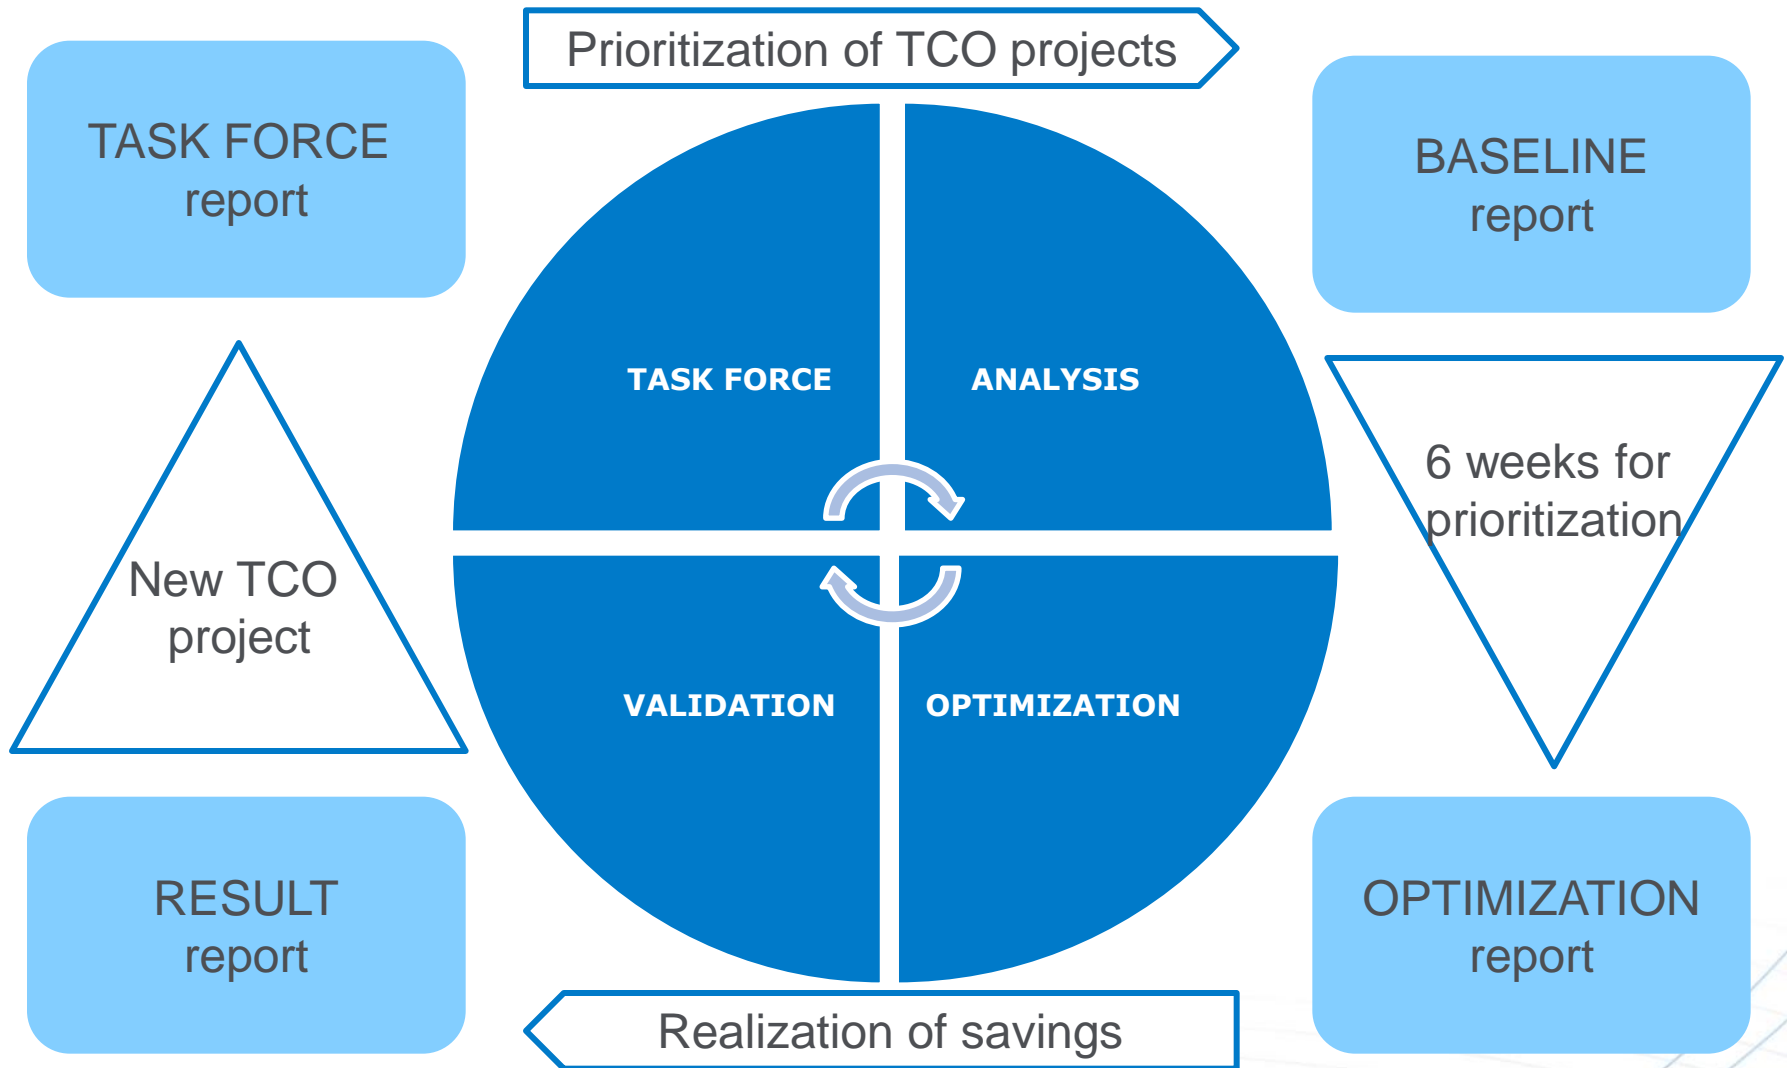 Prioritization of TCO projects
TASK FORCE
report
BASELINE
report
TASK FORCE
ANALYSIS
6 weeks for
prioritization
New TCO
project
VALIDATION
OPTIMIZATION
RESULT
report
OPTIMIZATION
report
Realization of savings